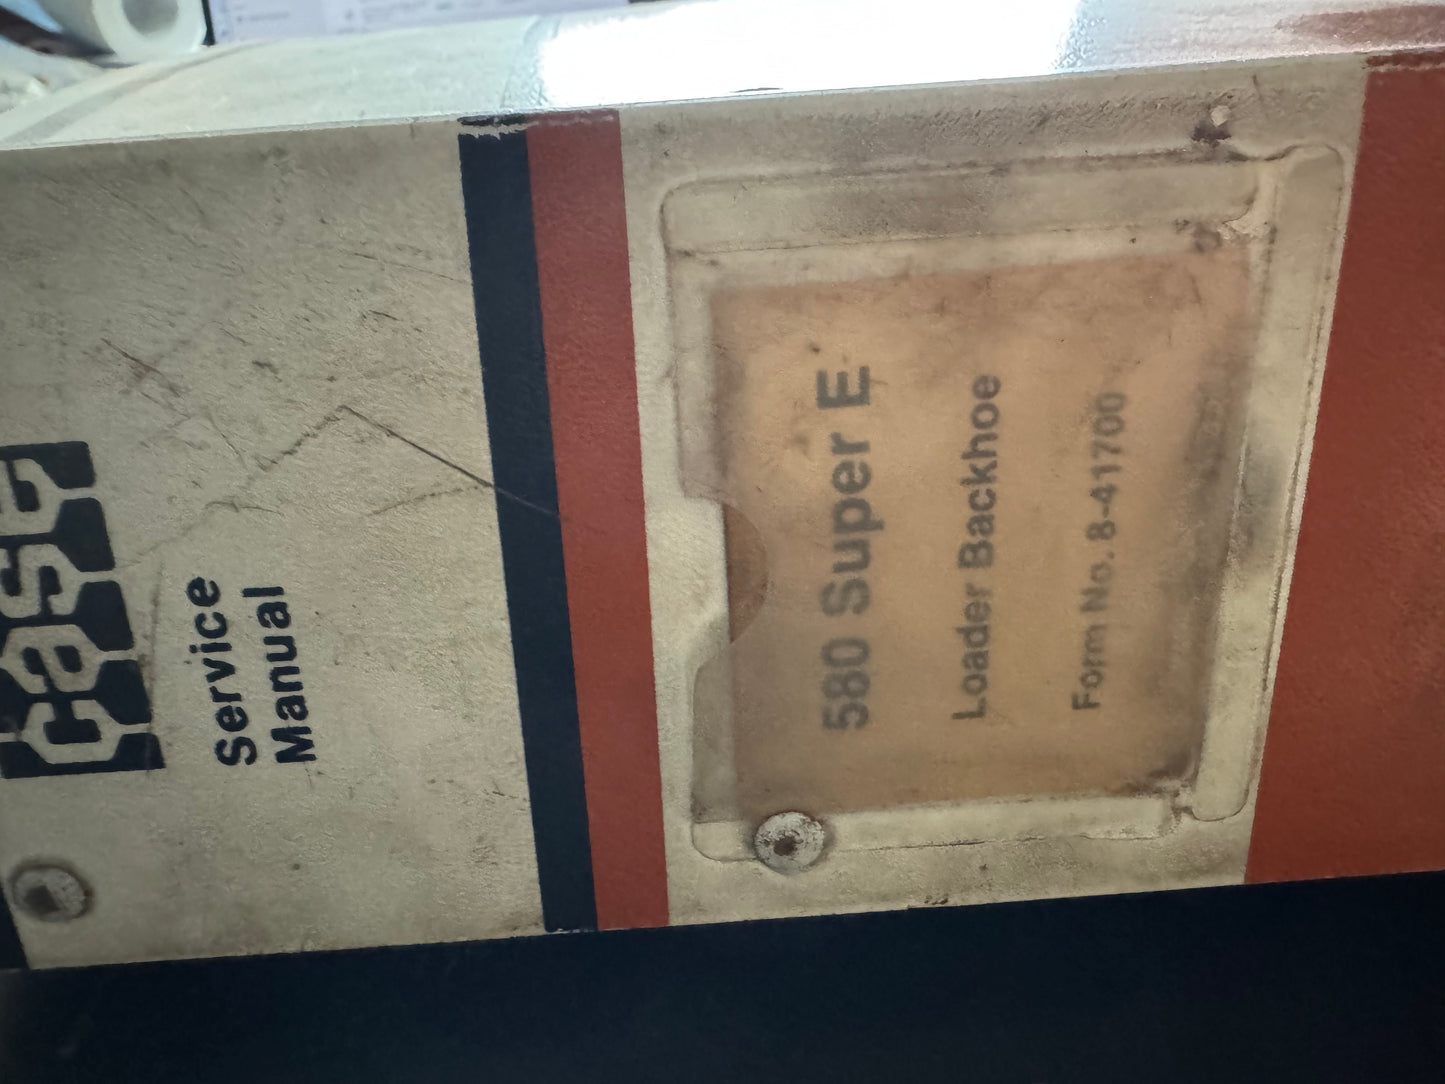 case
Service
Manual
580 Super E
Loader Backhoe
Form No. 8-41700